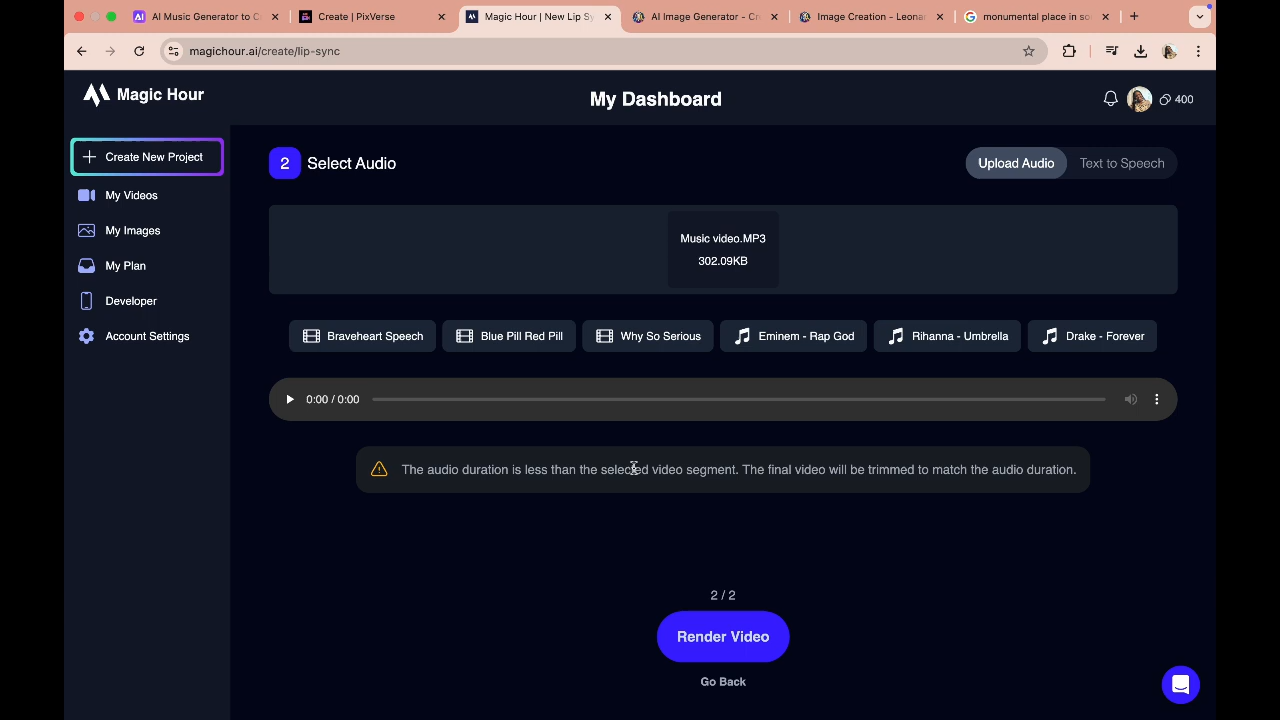 AI Music Generator to C
Create | PixVerse
Magic Hour | New Lip Sy
AI Image Generator - Cre
Image Creation - Leonar
monumental place in so
magichour.ai/create/lip-sync
Magic Hour
My Dashboard
400
Create New Project
My Videos
My Images
My Plan
Developer
Account Settings
2
Select Audio
Upload Audio
Text to Speech
Music video.MP3
302.09KB
Braveheart Speech
Blue Pill Red Pill
Why So Serious
Eminem - Rap God
Rihanna - Umbrella
Drake - Forever
0:00 / 0:00
The audio duration is less than the selected video segment. The final video will be trimmed to match the audio duration.
2 / 2
Render Video
Go Back